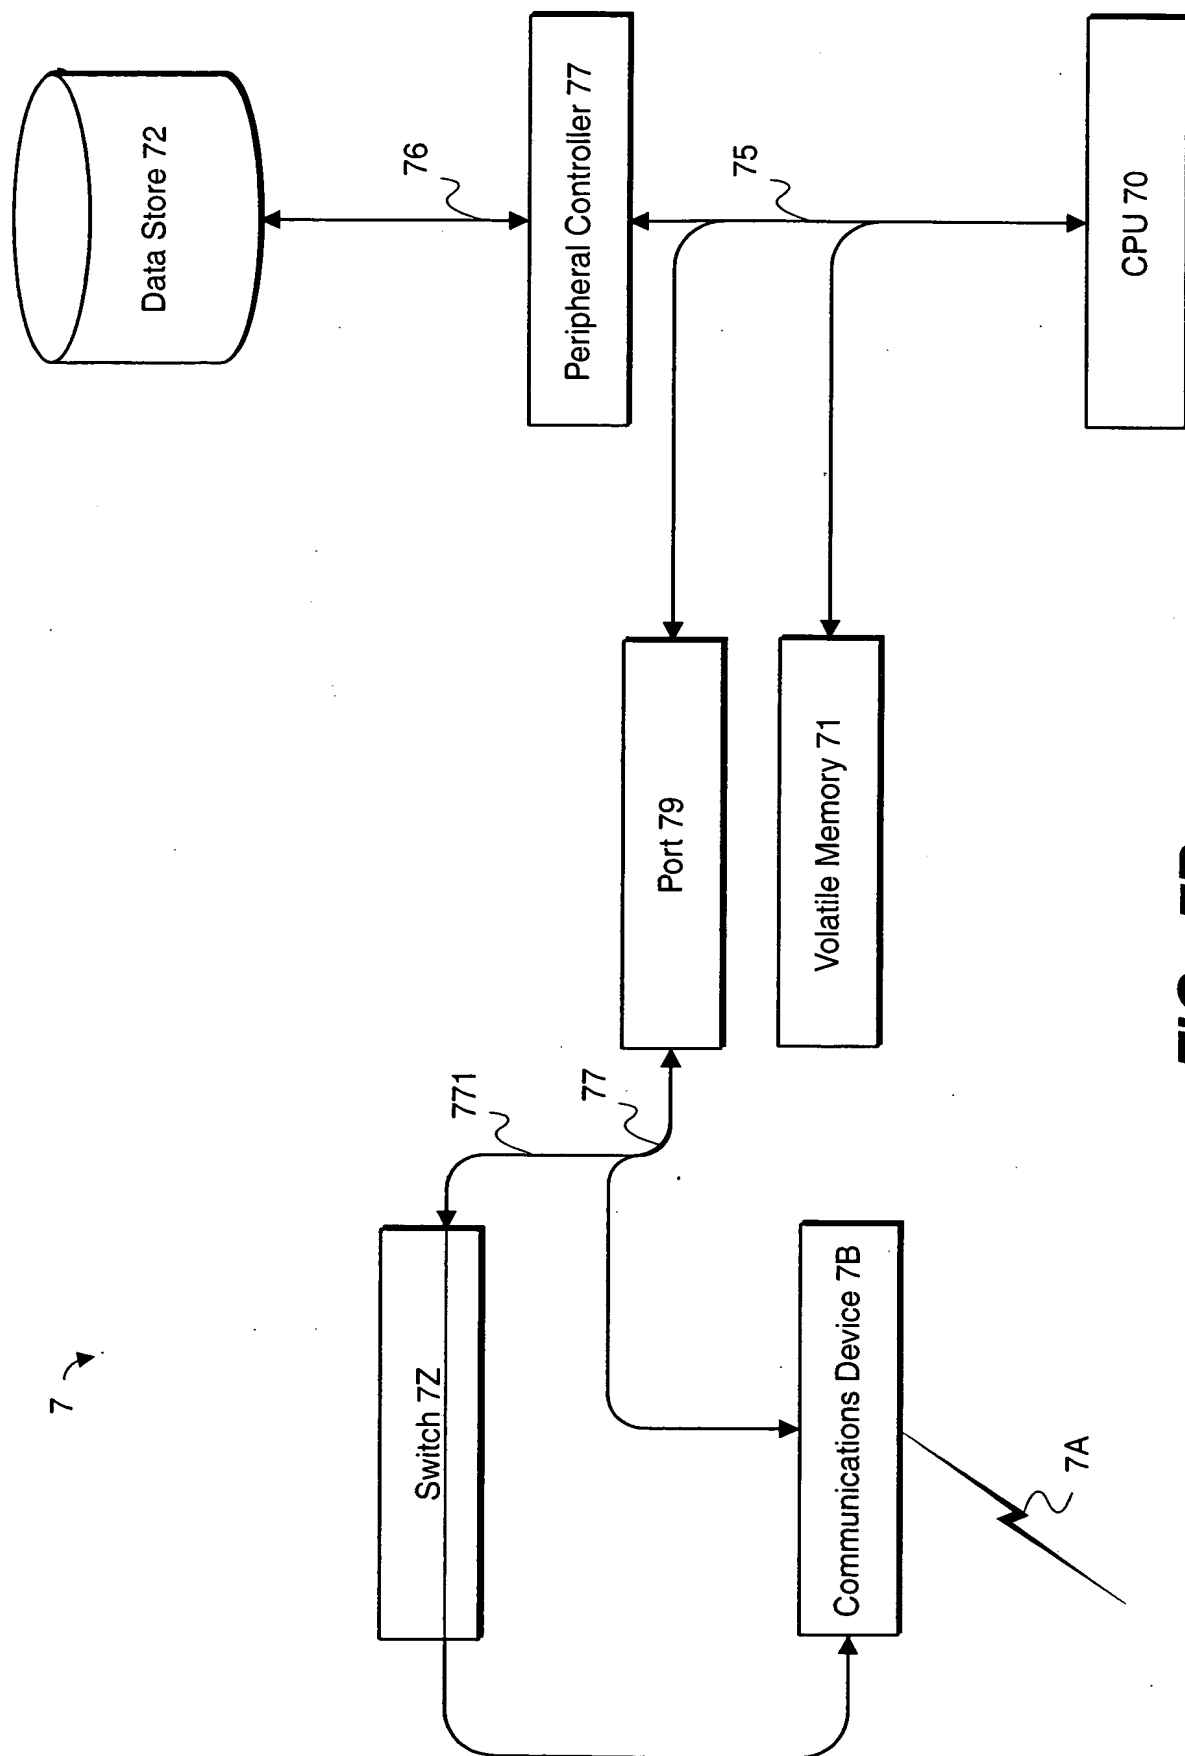 7
Data Store 72
76
Switch 7Z
771
77
Peripheral Controller 77
Port 79
75
Volatile Memory 71
Communications Device 7B
7A
CPU 70
FIG